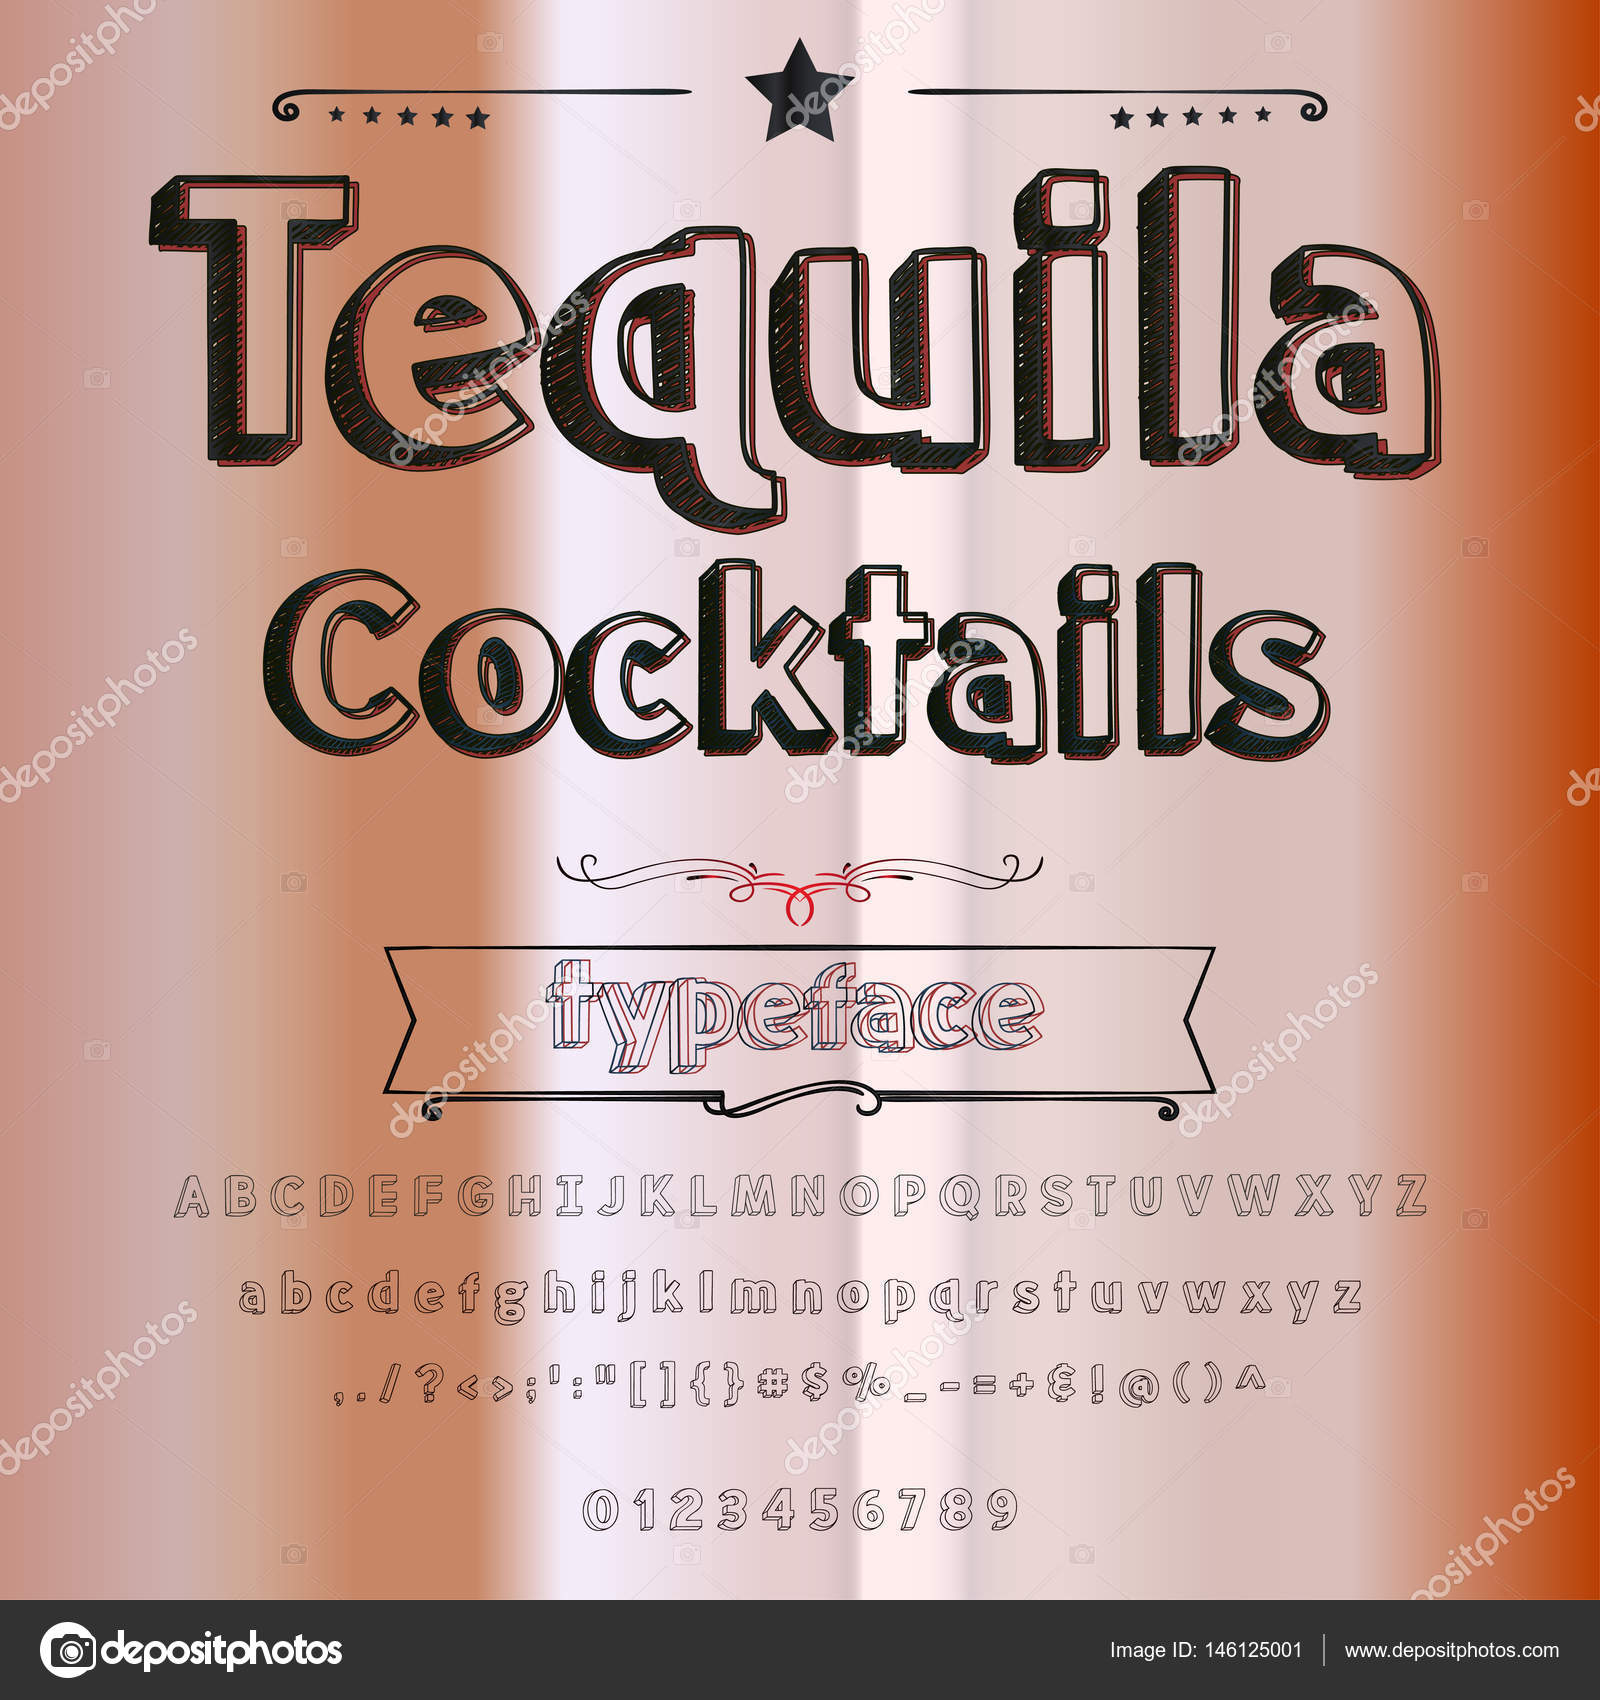 Tequila
Cocktails
typeface
ABCDEFGHIJKLMNOPQRSTUVWXYZ
abcdefghijklmnopqrstuvwxyz
,./?<>;':"[]{}#$%_-=+&!@()^
0123456789
depositphotos
Image ID: 146125001 | www.depositphotos.com